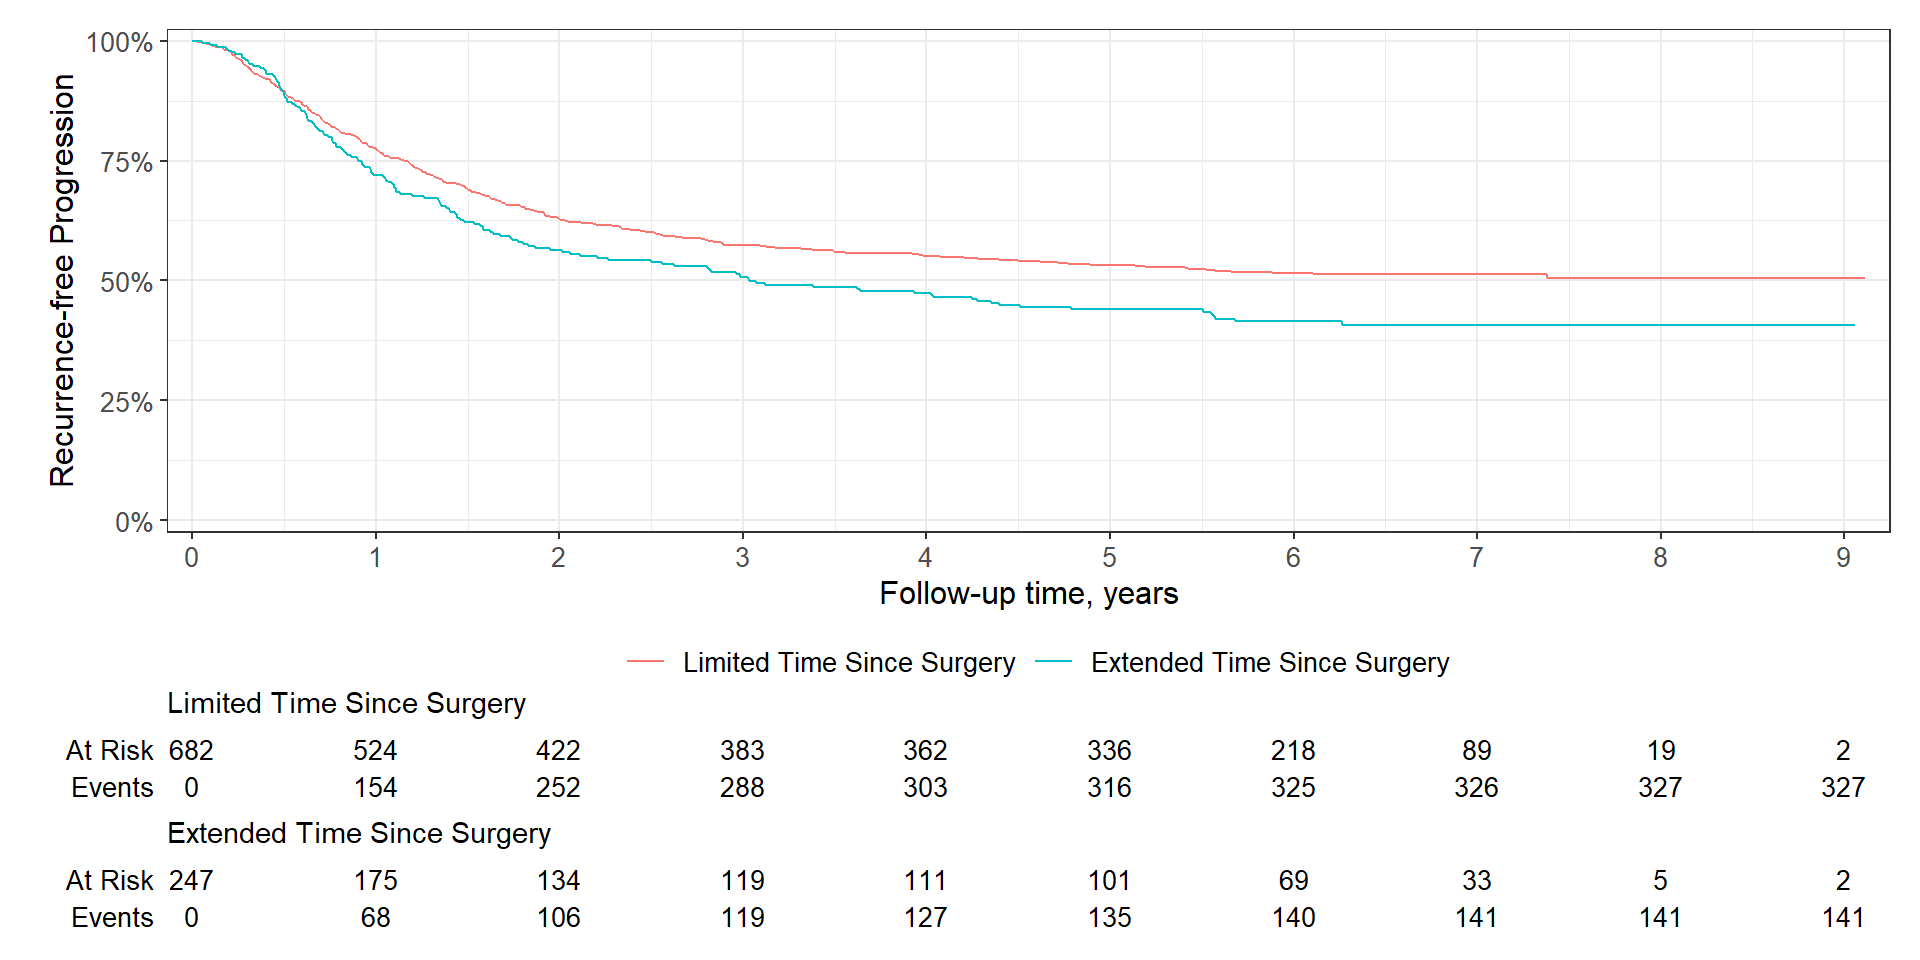 Recurrence-free Progression
100%
75%
50%
25%
0%
0 1 2 3 4 5 6 7 8 9
Follow-up time, years
Limited Time Since Surgery Extended Time Since Surgery
Limited Time Since Surgery
At Risk 682 524 422 383 362 336 218 89 19 2
Events 0 154 252 288 303 316 325 326 327 327
Extended Time Since Surgery
At Risk 247 175 134 119 111 101 69 33 5 2
Events 0 68 106 119 127 135 140 141 141 141